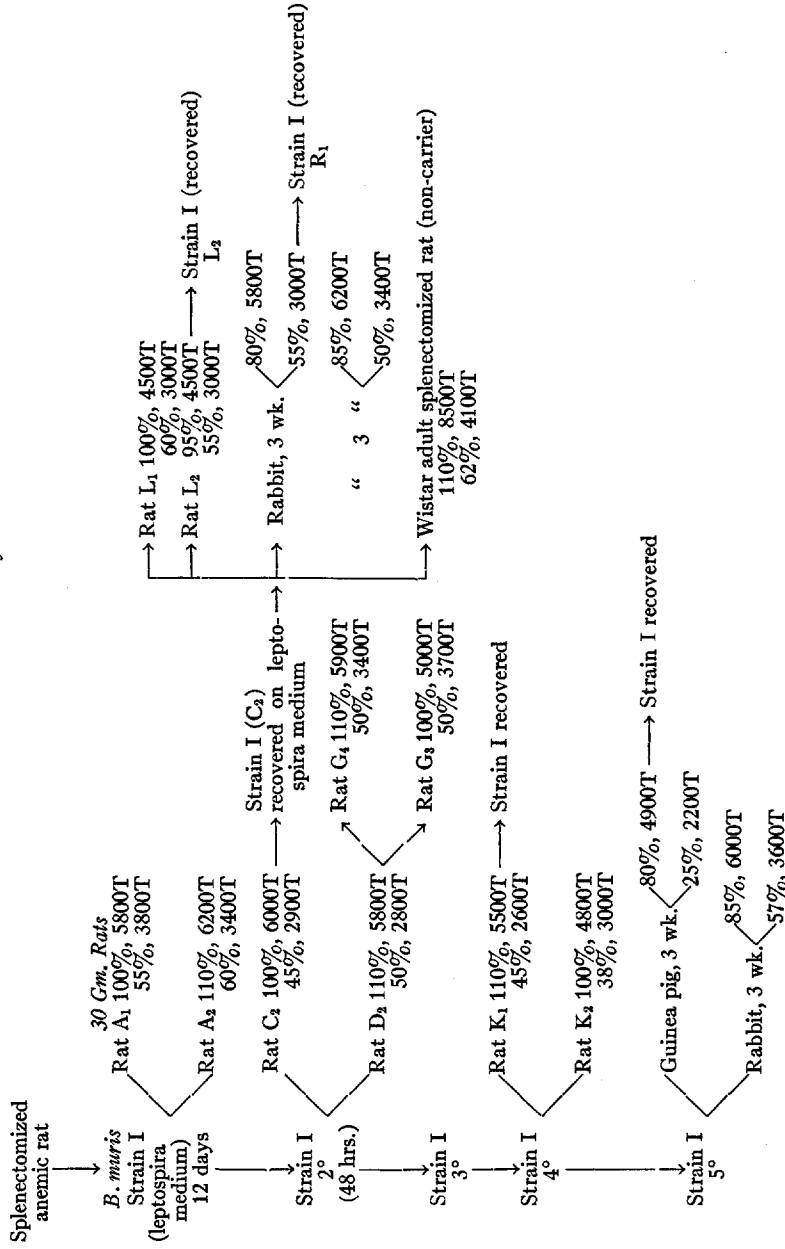 Splenectomized
anemic rat
B. muris
Strain I
(leptospira
medium)
12 days
30 Gm. Rats
Rat A₁ 100%, 5800T
55%, 3800T
Rat A₂ 110%, 6200T
60%, 3400T
Strain I
2°
(48 hrs.)
Rat C₂ 100%, 6000T
45%, 2900T
Strain I (C₂)
recovered on lepto-
spira medium
Rat L₁ 100%, 4500T
60%, 3000T
Rat L₂ 95%, 4500T
55%, 3000T
Strain I (recovered)
L₂
Rabbit, 3 wk.
80%, 5800T
55%, 3000T
Strain I (recovered)
R₁
“ 3 “
85%, 6200T
50%, 3400T
Wistar adult splenectomized rat (non-carrier)
110%, 8500T
62%, 4100T
Rat D₂ 110%, 5800T
50%, 2800T
Rat G₄ 110%, 5900T
50%, 3400T
Rat G₃ 100%, 5000T
50%, 3700T
Strain I
3°
Strain I
4°
Rat K₁ 110%, 5500T
45%, 2600T
Strain I recovered
Rat K₂ 100%, 4800T
38%, 3000T
Strain I
5°
Guinea pig, 3 wk.
80%, 4900T
25%, 2200T
Strain I recovered
Rabbit, 3 wk.
85%, 6000T
57%, 3600T